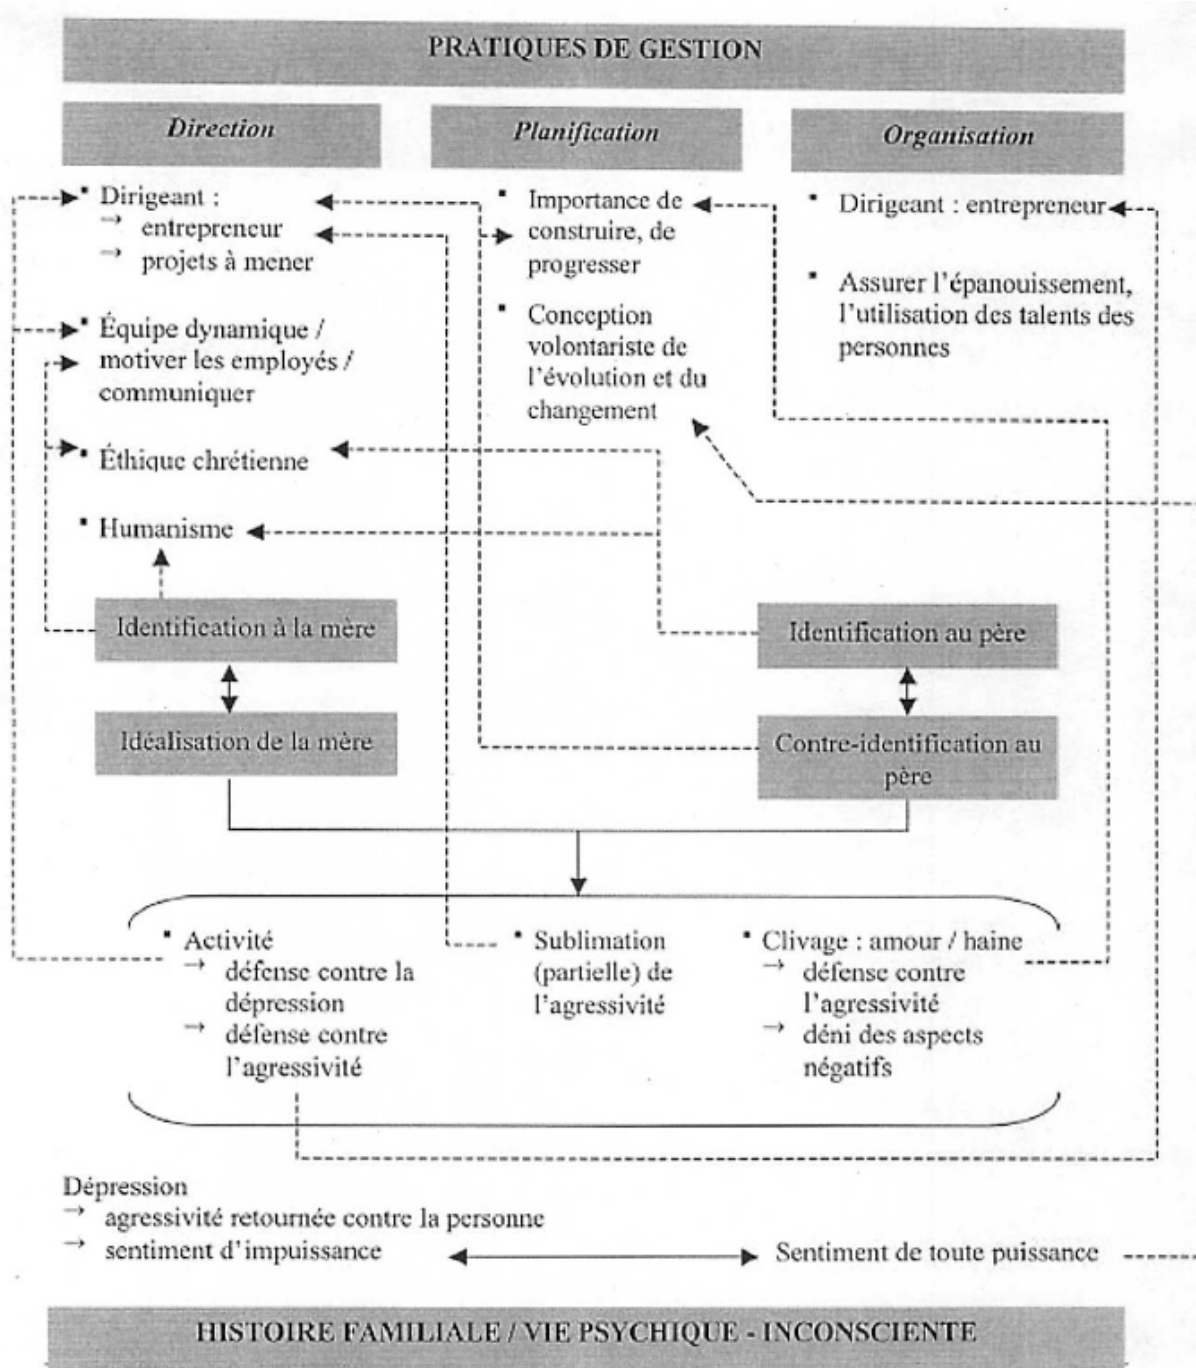 PRATIQUES DE GESTION
Direction
Planification
Organisation
▪ Dirigeant :
→ entrepreneur
→ projets à mener
▪ Équipe dynamique /
motiver les employés /
communiquer
▪ Éthique chrétienne
▪ Humanisme
▪ Importance de
construire, de
progresser
▪ Conception
volontariste de
l'évolution et du
changement
▪ Dirigeant : entrepreneur
▪ Assurer l'épanouissement,
l'utilisation des talents des
personnes
Identification à la mère
Identification au père
Idéalisation de la mère
Contre-identification au
père
▪ Activité
→ défense contre la
dépression
→ défense contre
l'agressivité
▪ Sublimation
(partielle) de
l'agressivité
▪ Clivage : amour / haine
→ défense contre
l'agressivité
→ déni des aspects
négatifs
Dépression
→ agressivité retournée contre la personne
→ sentiment d'impuissance
Sentiment de toute puissance
HISTOIRE FAMILIALE / VIE PSYCHIQUE - INCONSCIENTE